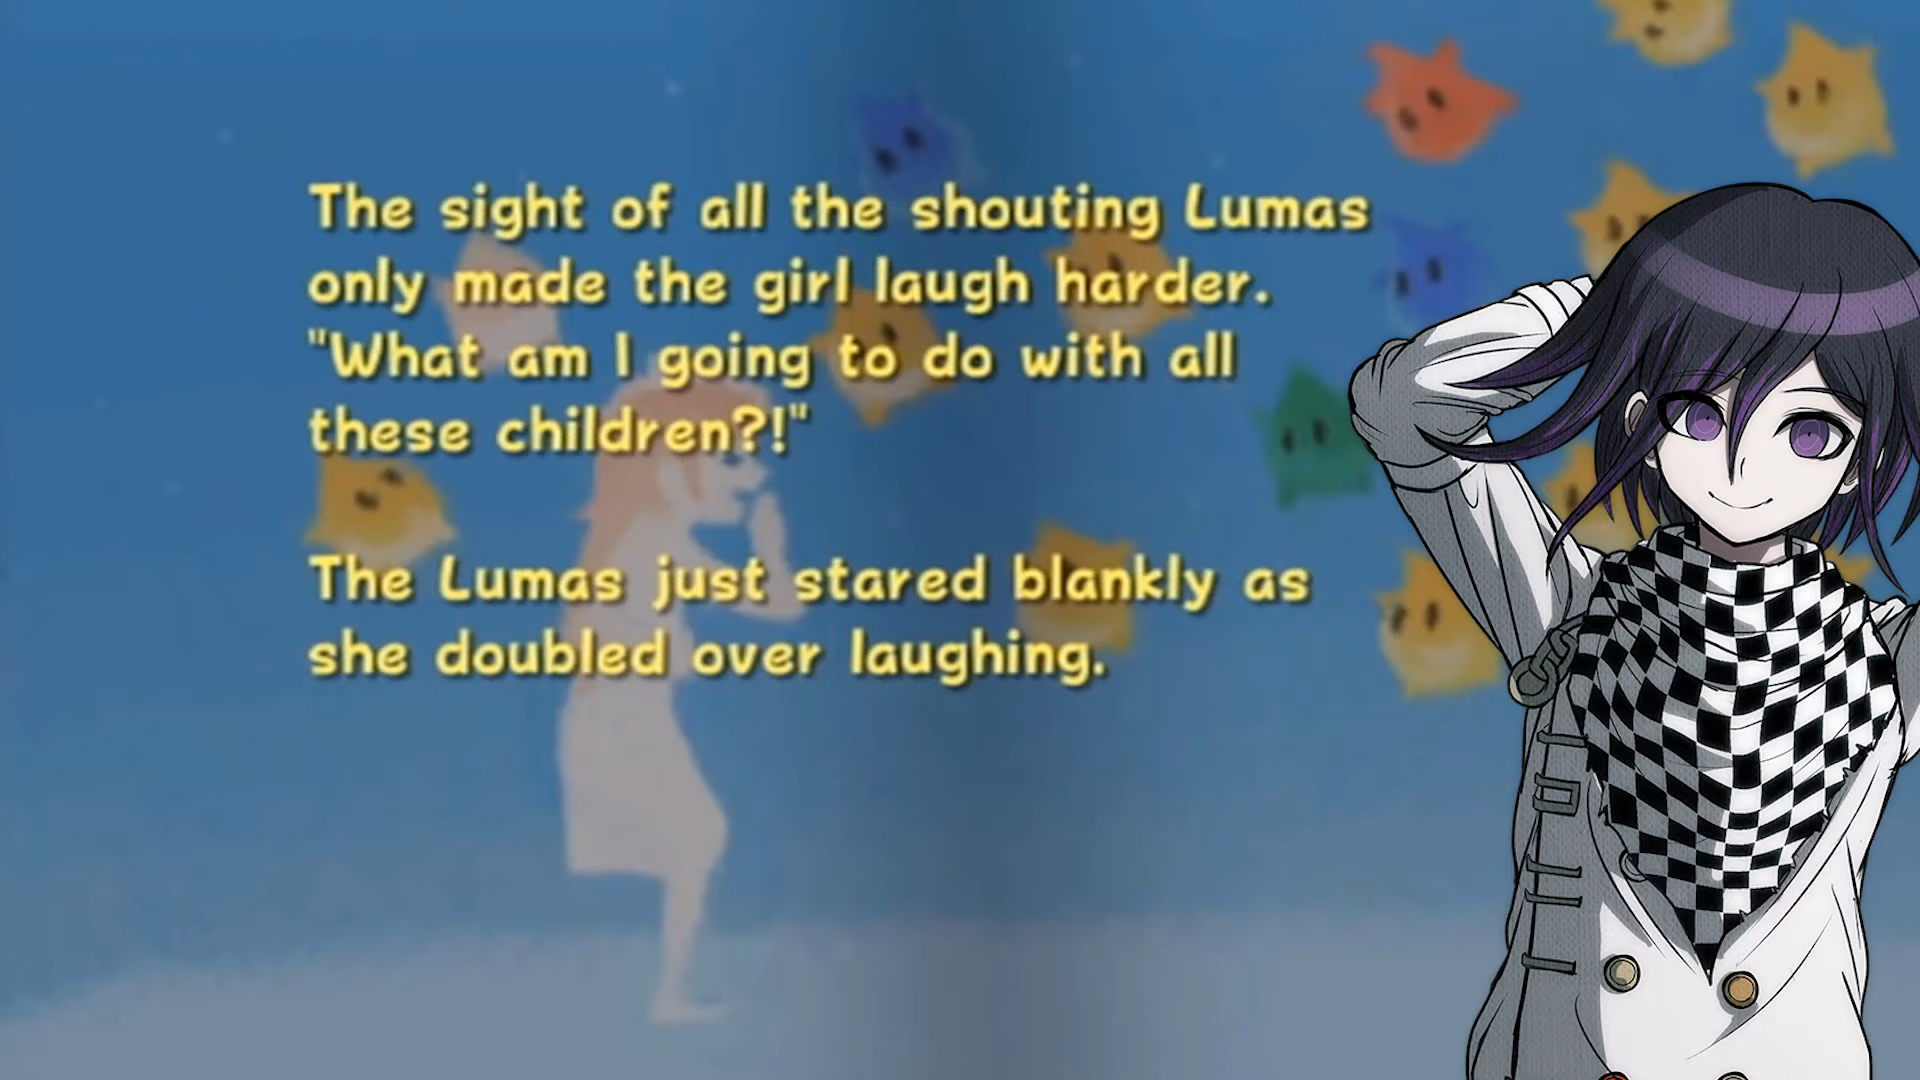 The sight of all the shouting Lumas
only made the girl laugh harder.
"What am I going to do with all
these children?!"
The Lumas just stared blankly as
she doubled over laughing.